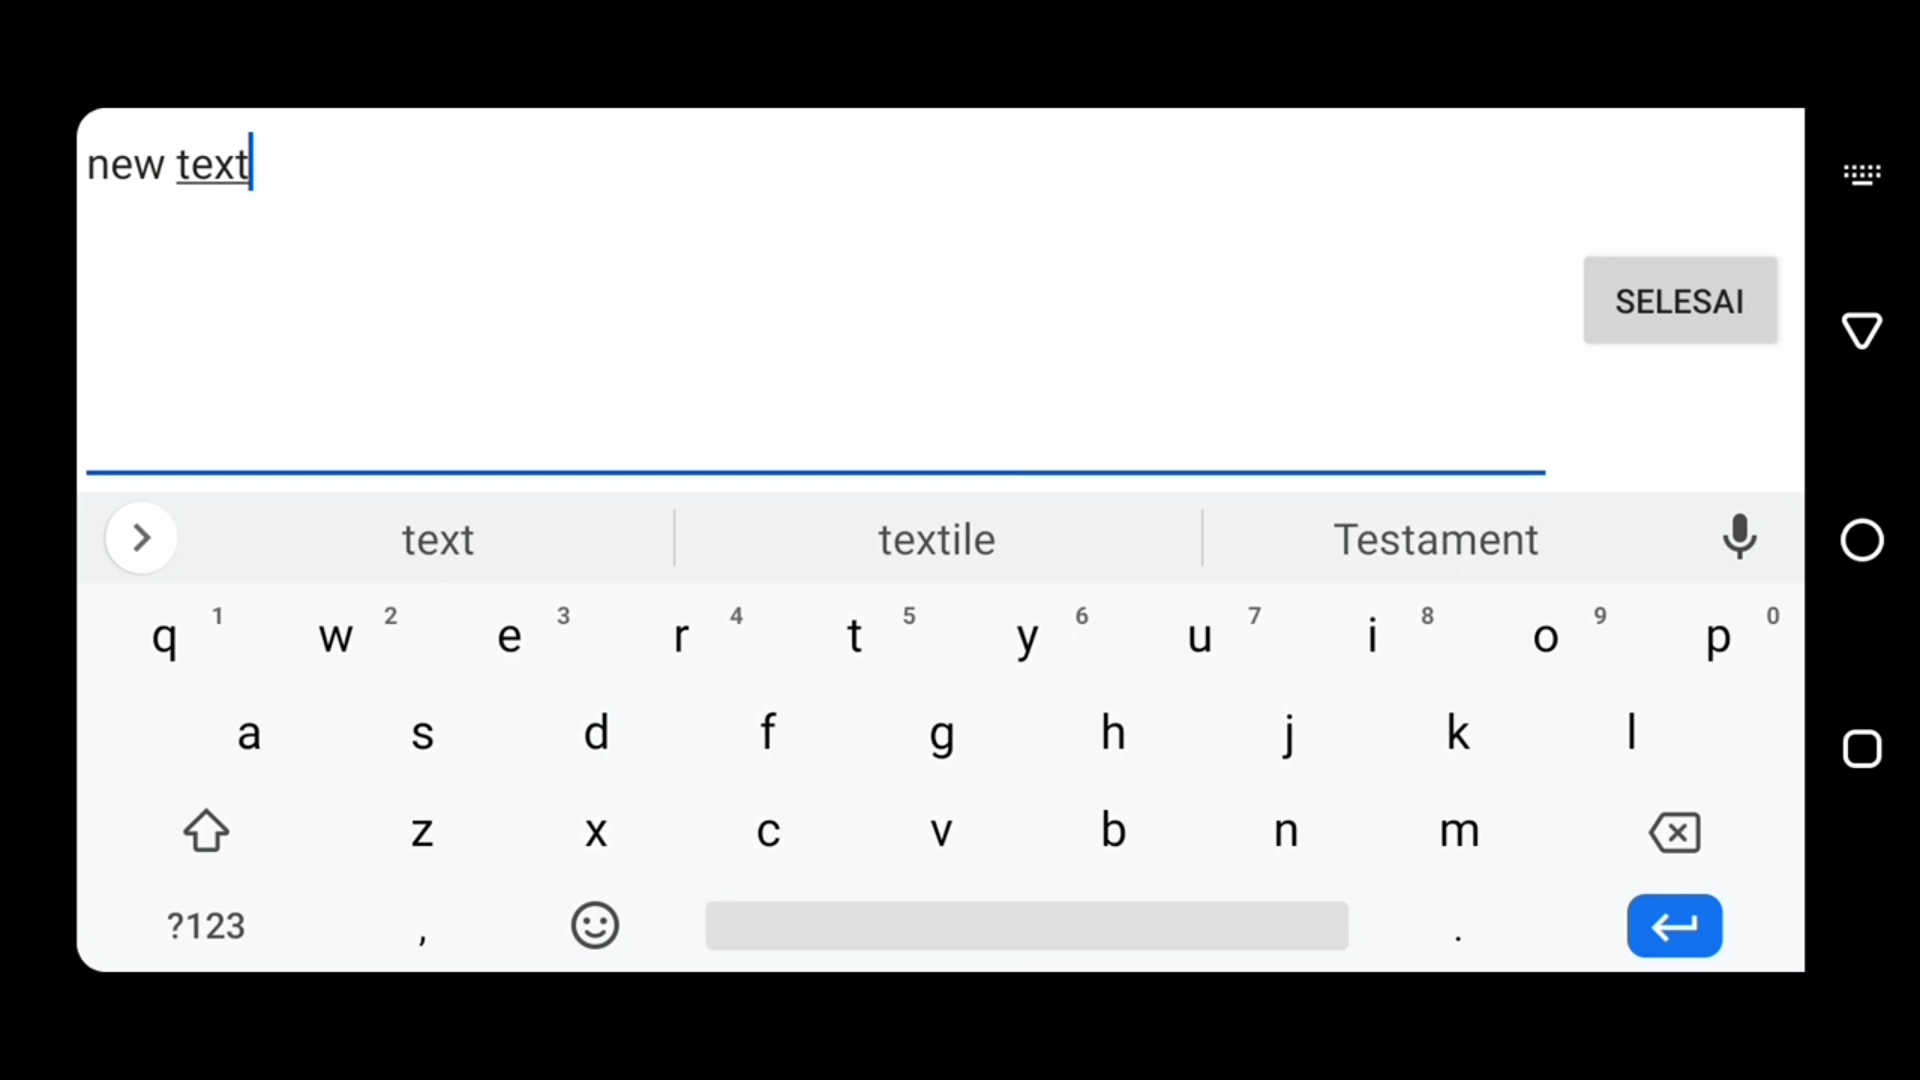 new text
SELESAI
text textile Testament
q 1 w 2 e 3 r 4 t 5 y 6 u 7 i 8 o 9 p 0
a s d f g h j k l
z x c v b n m
?123 , .